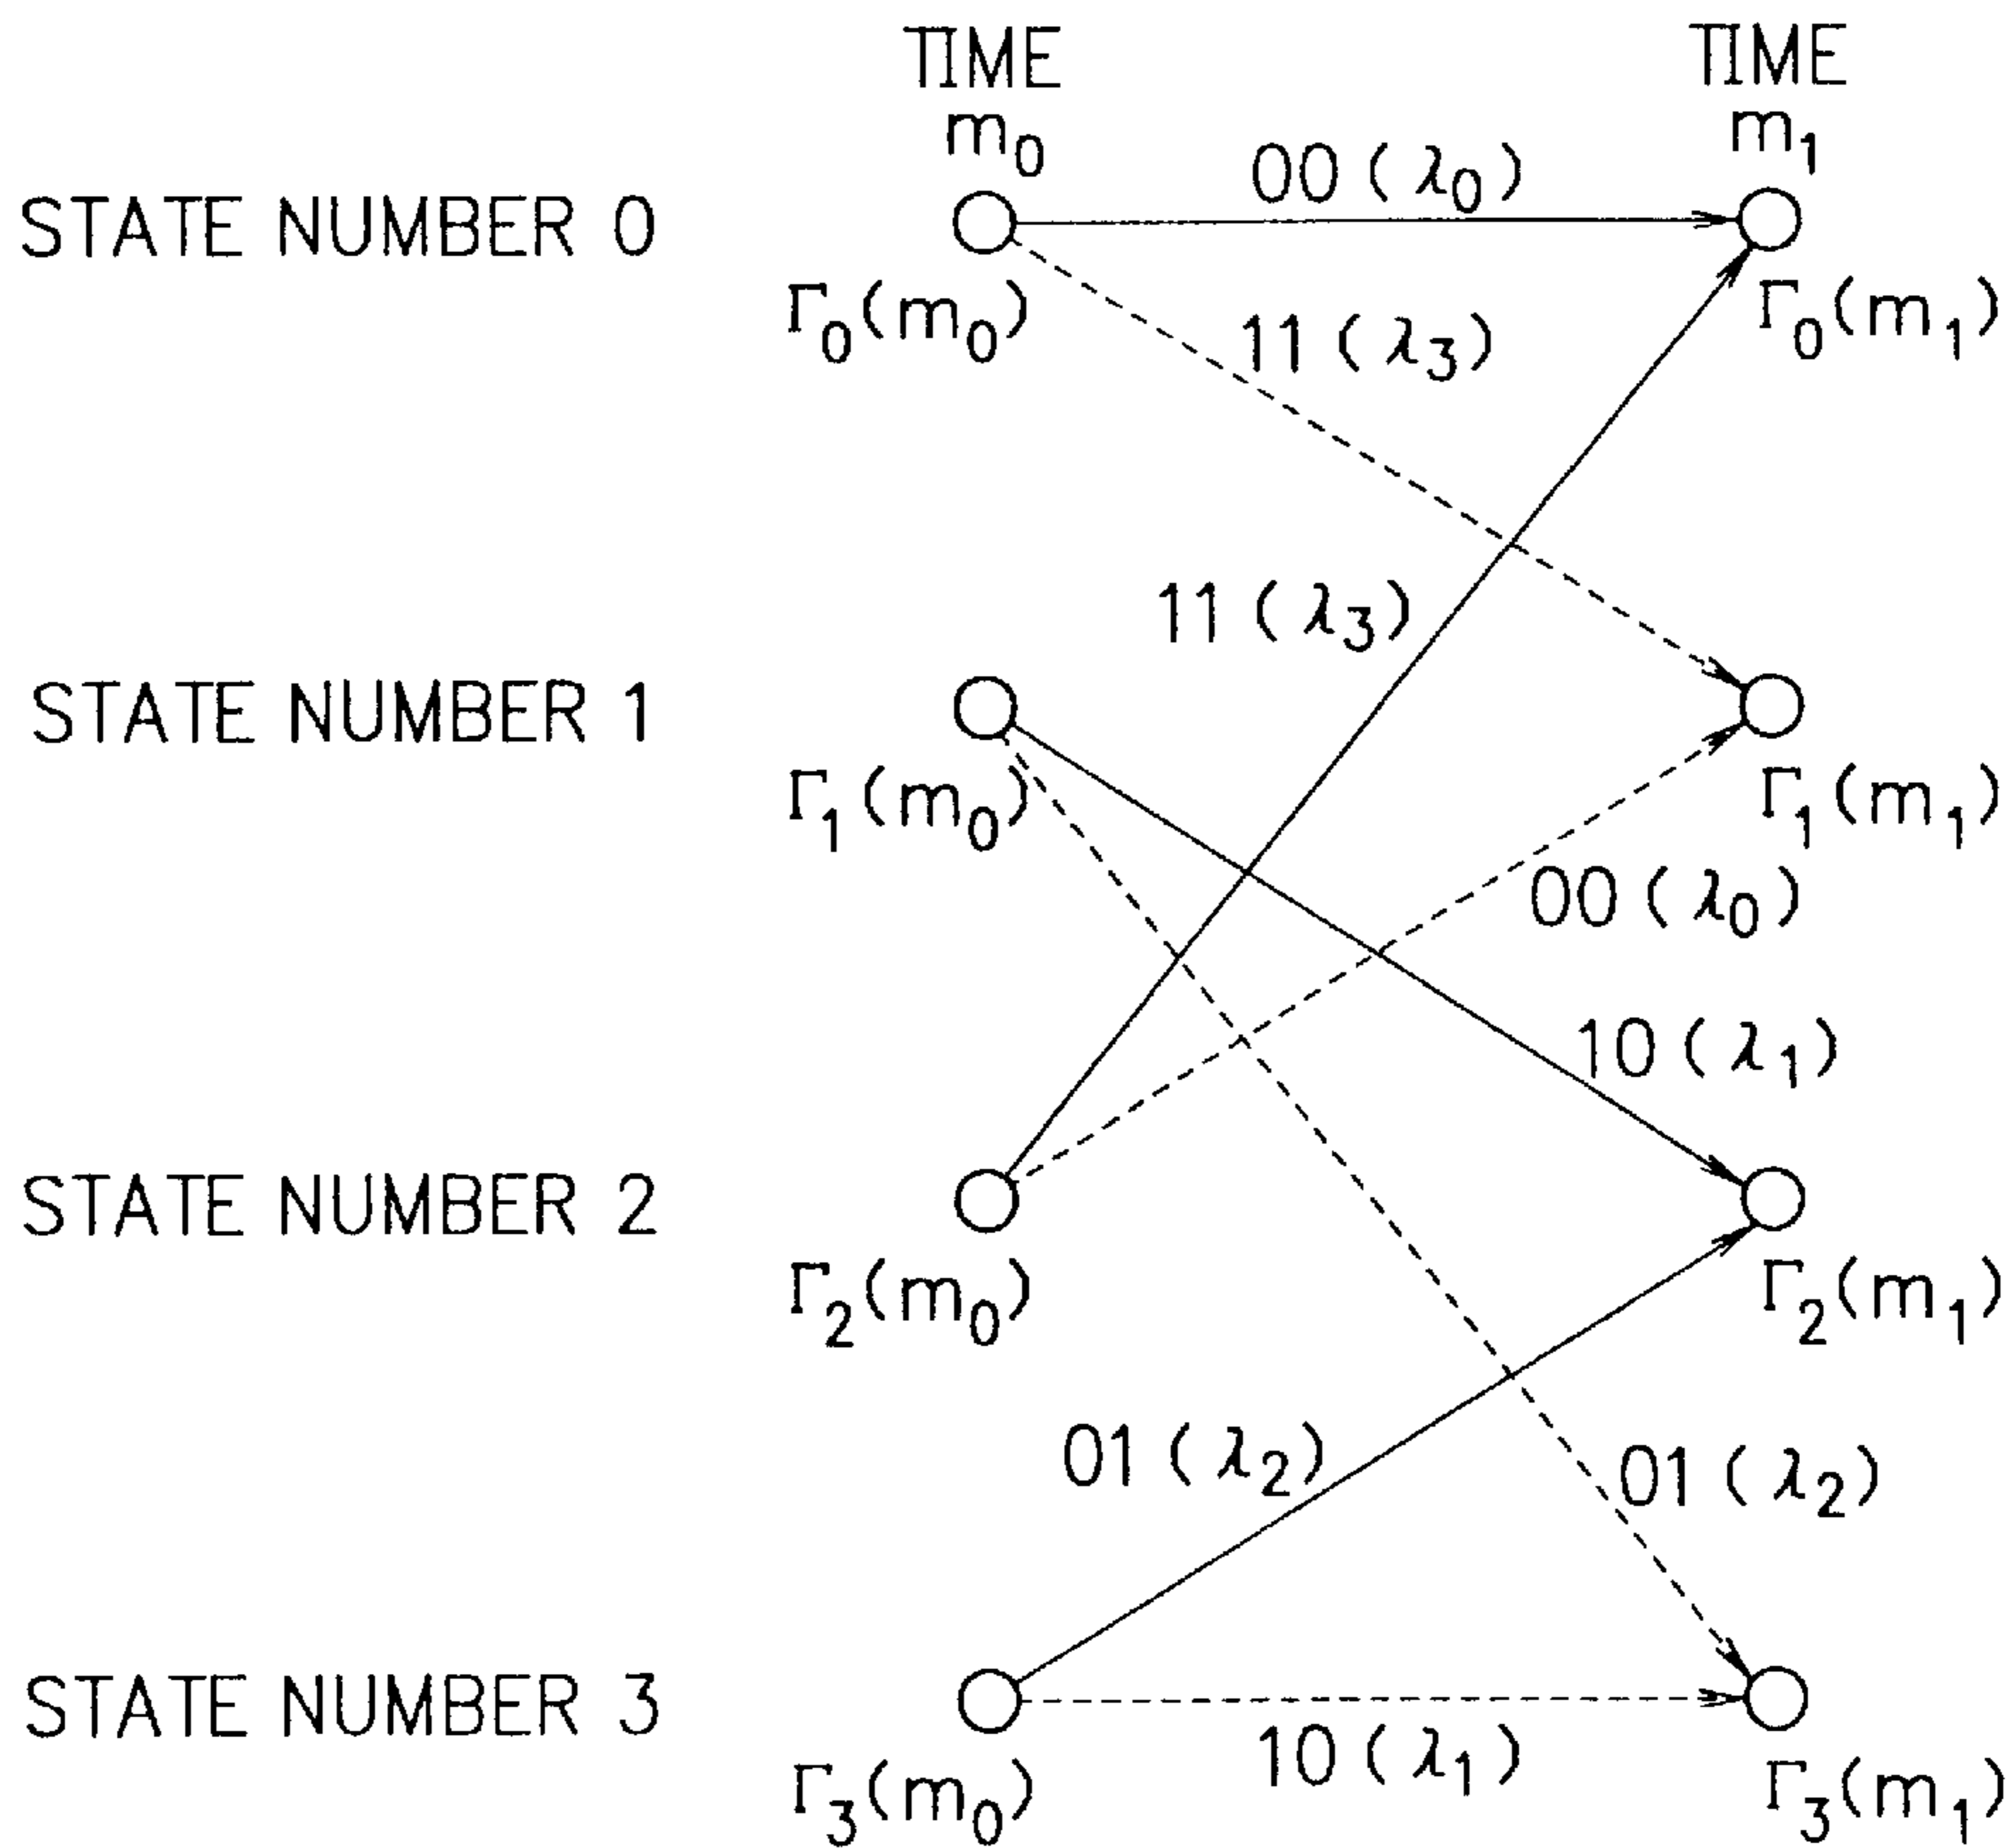 TIME TIME
m₀ m₁
00 (λ₀)
STATE NUMBER 0
Γ₀(m₀) Γ₀(m₁)
11 (λ₃)
11 (λ₃)
STATE NUMBER 1
Γ₁(m₀) Γ₁(m₁)
00 (λ₀)
10 (λ₁)
STATE NUMBER 2
Γ₂(m₀) Γ₂(m₁)
01 (λ₂) 01 (λ₂)
STATE NUMBER 3
10 (λ₁)
Γ₃(m₀) Γ₃(m₁)